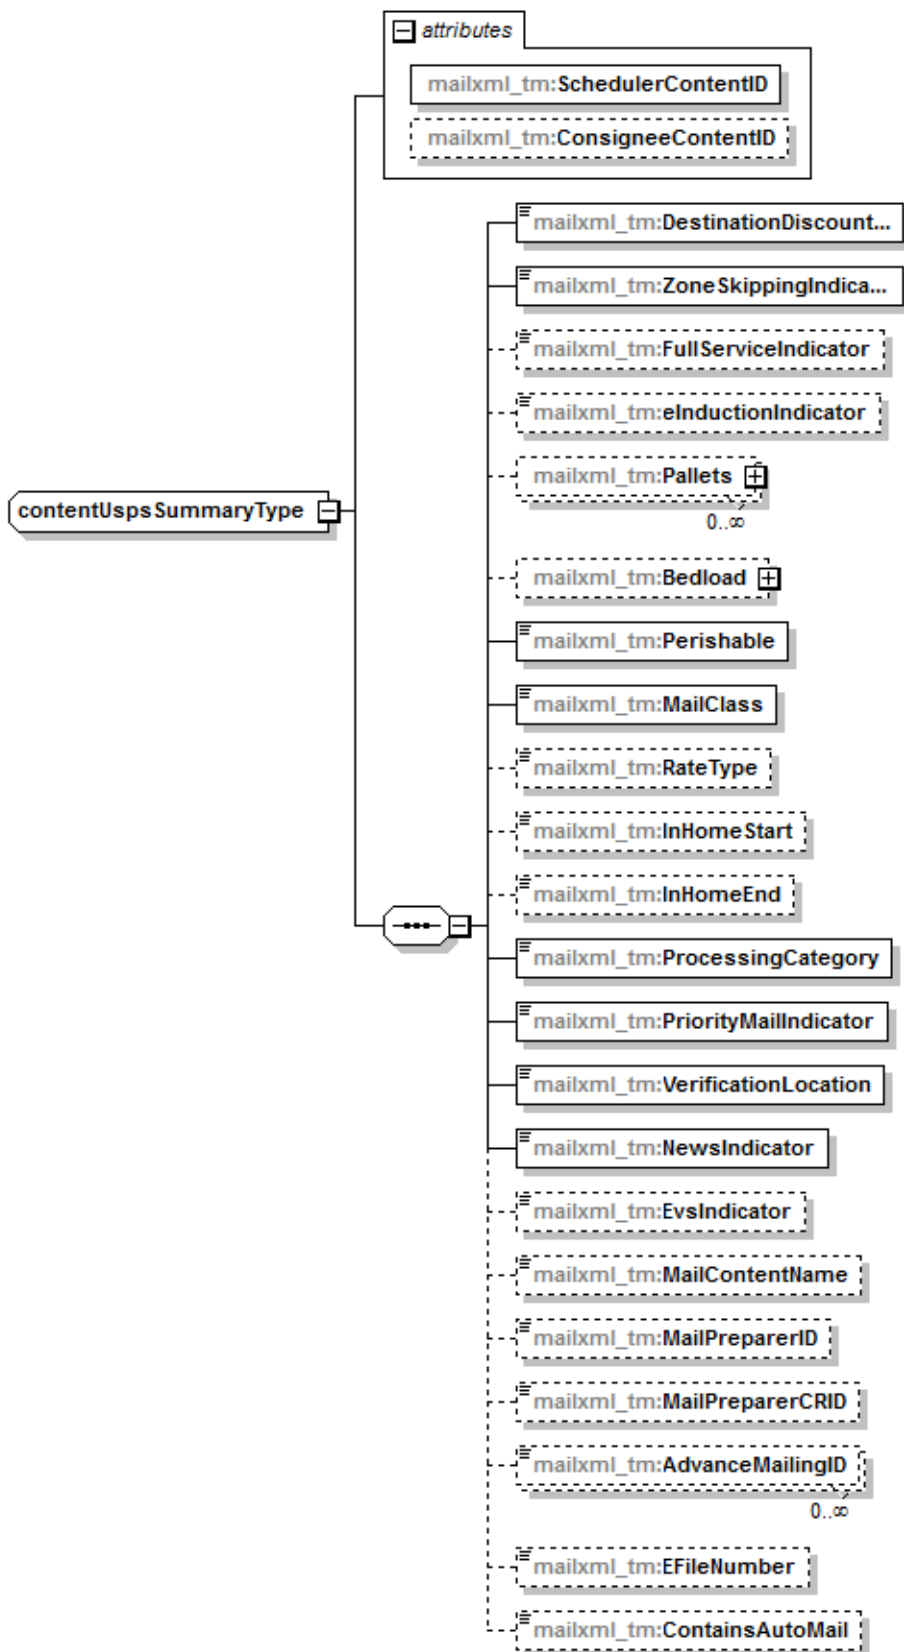 attributes
mailxml_tm:SchedulerContentID
mailxml_tm:ConsigneeContentID
mailxml_tm:DestinationDiscount...
mailxml_tm:ZoneSkippingIndica...
mailxml_tm:FullServiceIndicator
mailxml_tm:eInductionIndicator
mailxml_tm:Pallets
0..∞
contentUspsSummaryType
mailxml_tm:Bedload
mailxml_tm:Perishable
mailxml_tm:MailClass
mailxml_tm:RateType
mailxml_tm:InHomeStart
mailxml_tm:InHomeEnd
mailxml_tm:ProcessingCategory
mailxml_tm:PriorityMailIndicator
mailxml_tm:VerificationLocation
mailxml_tm:NewsIndicator
mailxml_tm:EvsIndicator
mailxml_tm:MailContentName
mailxml_tm:MailPreparerID
mailxml_tm:MailPreparerCRID
mailxml_tm:AdvanceMailingID
0..∞
mailxml_tm:EFileNumber
mailxml_tm:ContainsAutoMail